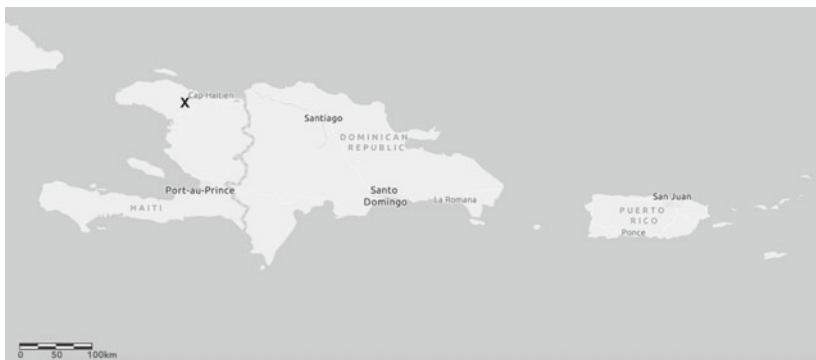 Cap-Haïtien
X
Santiago
DOMINICAN
REPUBLIC
Port-au-Prince
Santo
Domingo
La Romana
HAITI
San Juan
PUERTO
RICO
Ponce
0 50 100km